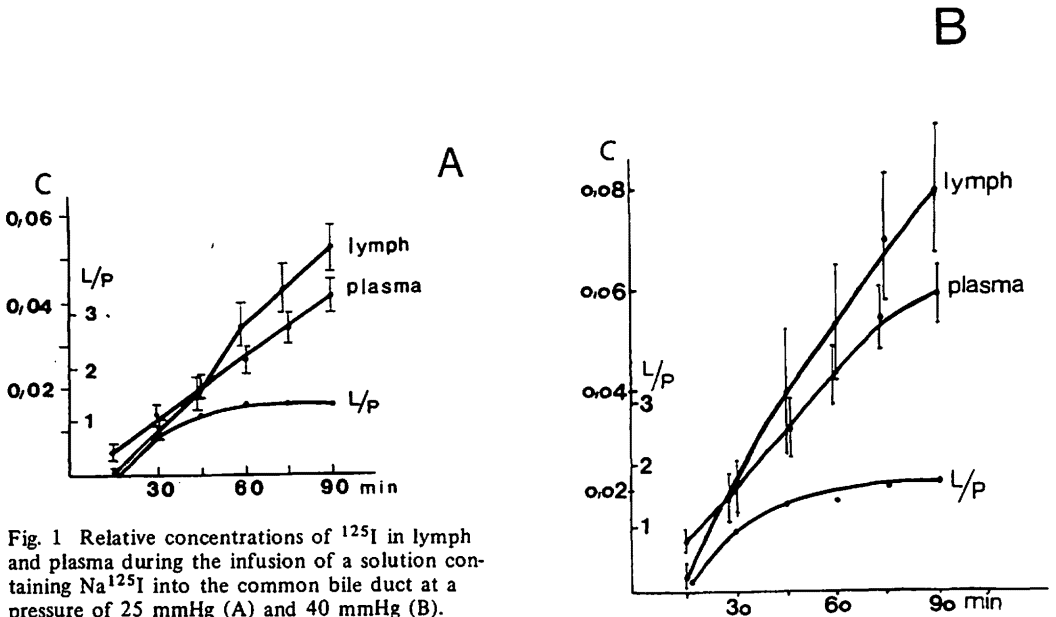 A
C
0,06
0,04
0,02
L/P
3
2
1
lymph
plasma
L/P
30 60 90 min
Fig. 1 Relative concentrations of ¹²⁵I in lymph
and plasma during the infusion of a solution con-
taining Na¹²⁵I into the common bile duct at a
pressure of 25 mmHg (A) and 40 mmHg (B).
B
C
0,08
0,06
0,04
0,02
L/P
3
2
1
lymph
plasma
L/P
30 60 90 min